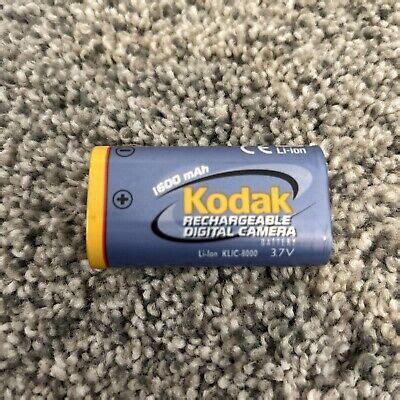 CE Li-Ion
1600 mAh
Kodak
RECHARGEABLE
DIGITAL CAMERA
BATTERY
Li-Ion KLIC-8000 3.7V